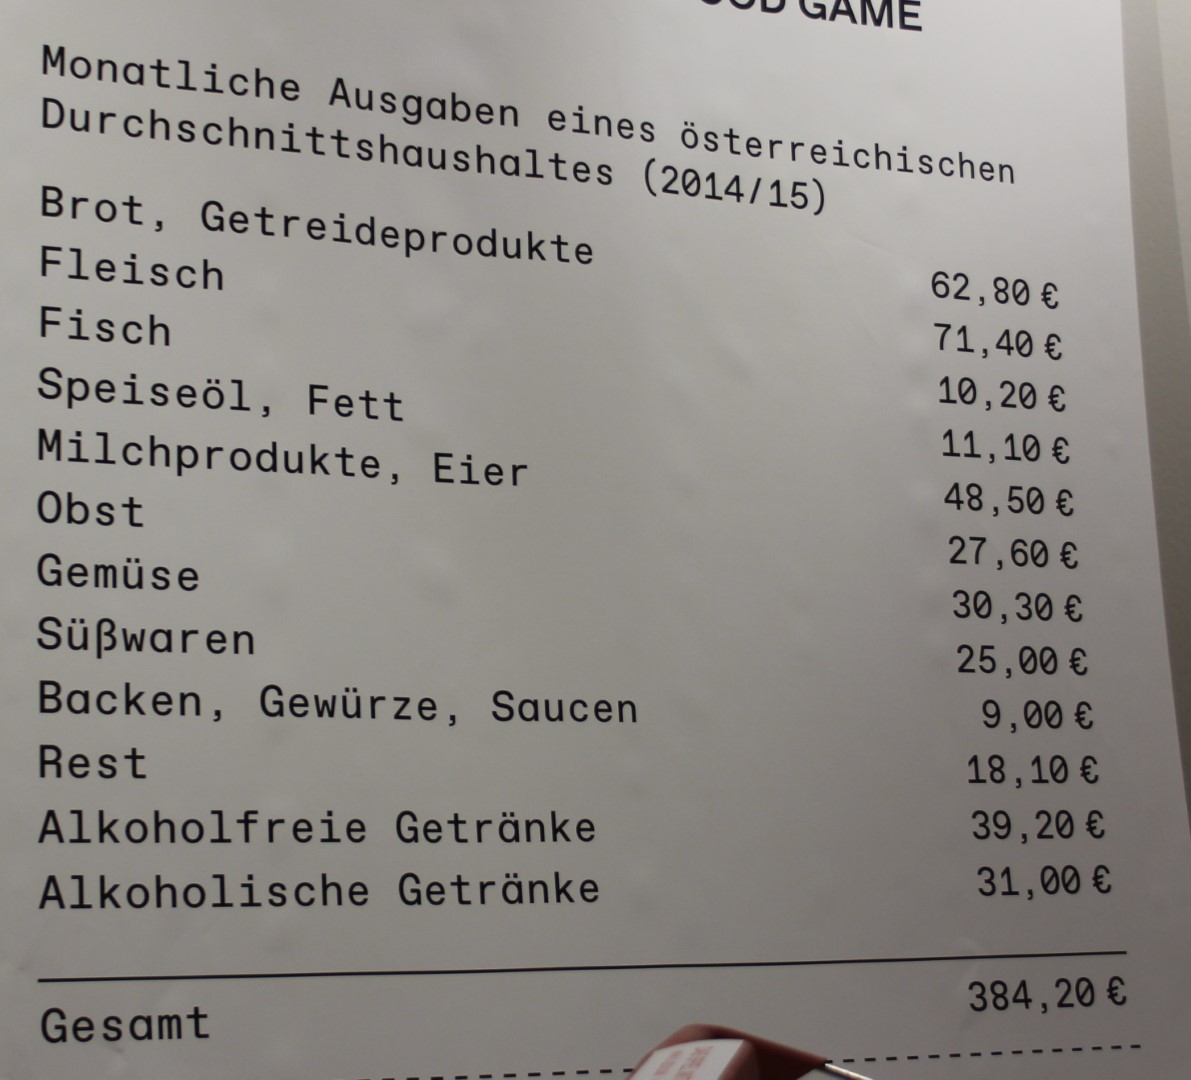 GAME
Monatliche Ausgaben eines österreichischen
Durchschnittshaushaltes (2014/15)
Brot, Getreideprodukte 62,80 €
Fleisch 71,40 €
Fisch 10,20 €
Speiseöl, Fett 11,10 €
Milchprodukte, Eier 48,50 €
Obst 27,60 €
Gemüse 30,30 €
Süßwaren 25,00 €
Backen, Gewürze, Saucen 9,00 €
Rest 18,10 €
Alkoholfreie Getränke 39,20 €
Alkoholische Getränke 31,00 €
Gesamt 384,20 €